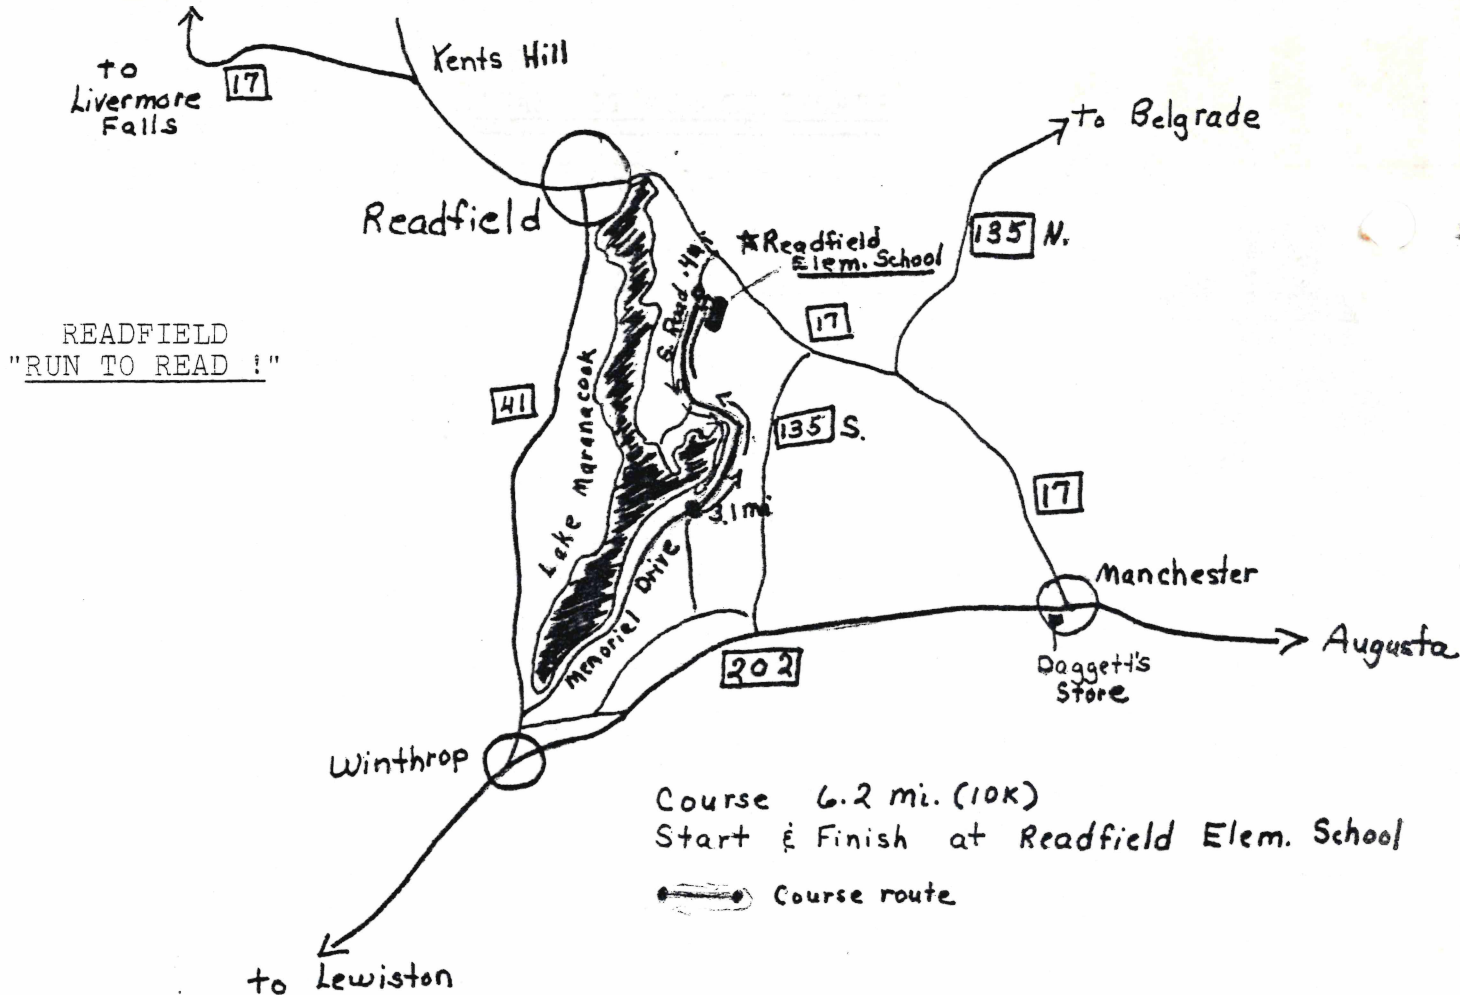 Kents Hill
to
Livermore
Falls
17
to Belgrade
Readfield
135 N.
★Readfield
Elem. School
S. Road
17
READFIELD
"RUN TO READ !"
41
135 S.
Lake Maranacook
3.1 mi
17
Memoriel Drive
Manchester
Augusta
Daggett's
Store
202
Winthrop
Course 6.2 mi. (10K)
Start & Finish at Readfield Elem. School
Course route
to Lewiston